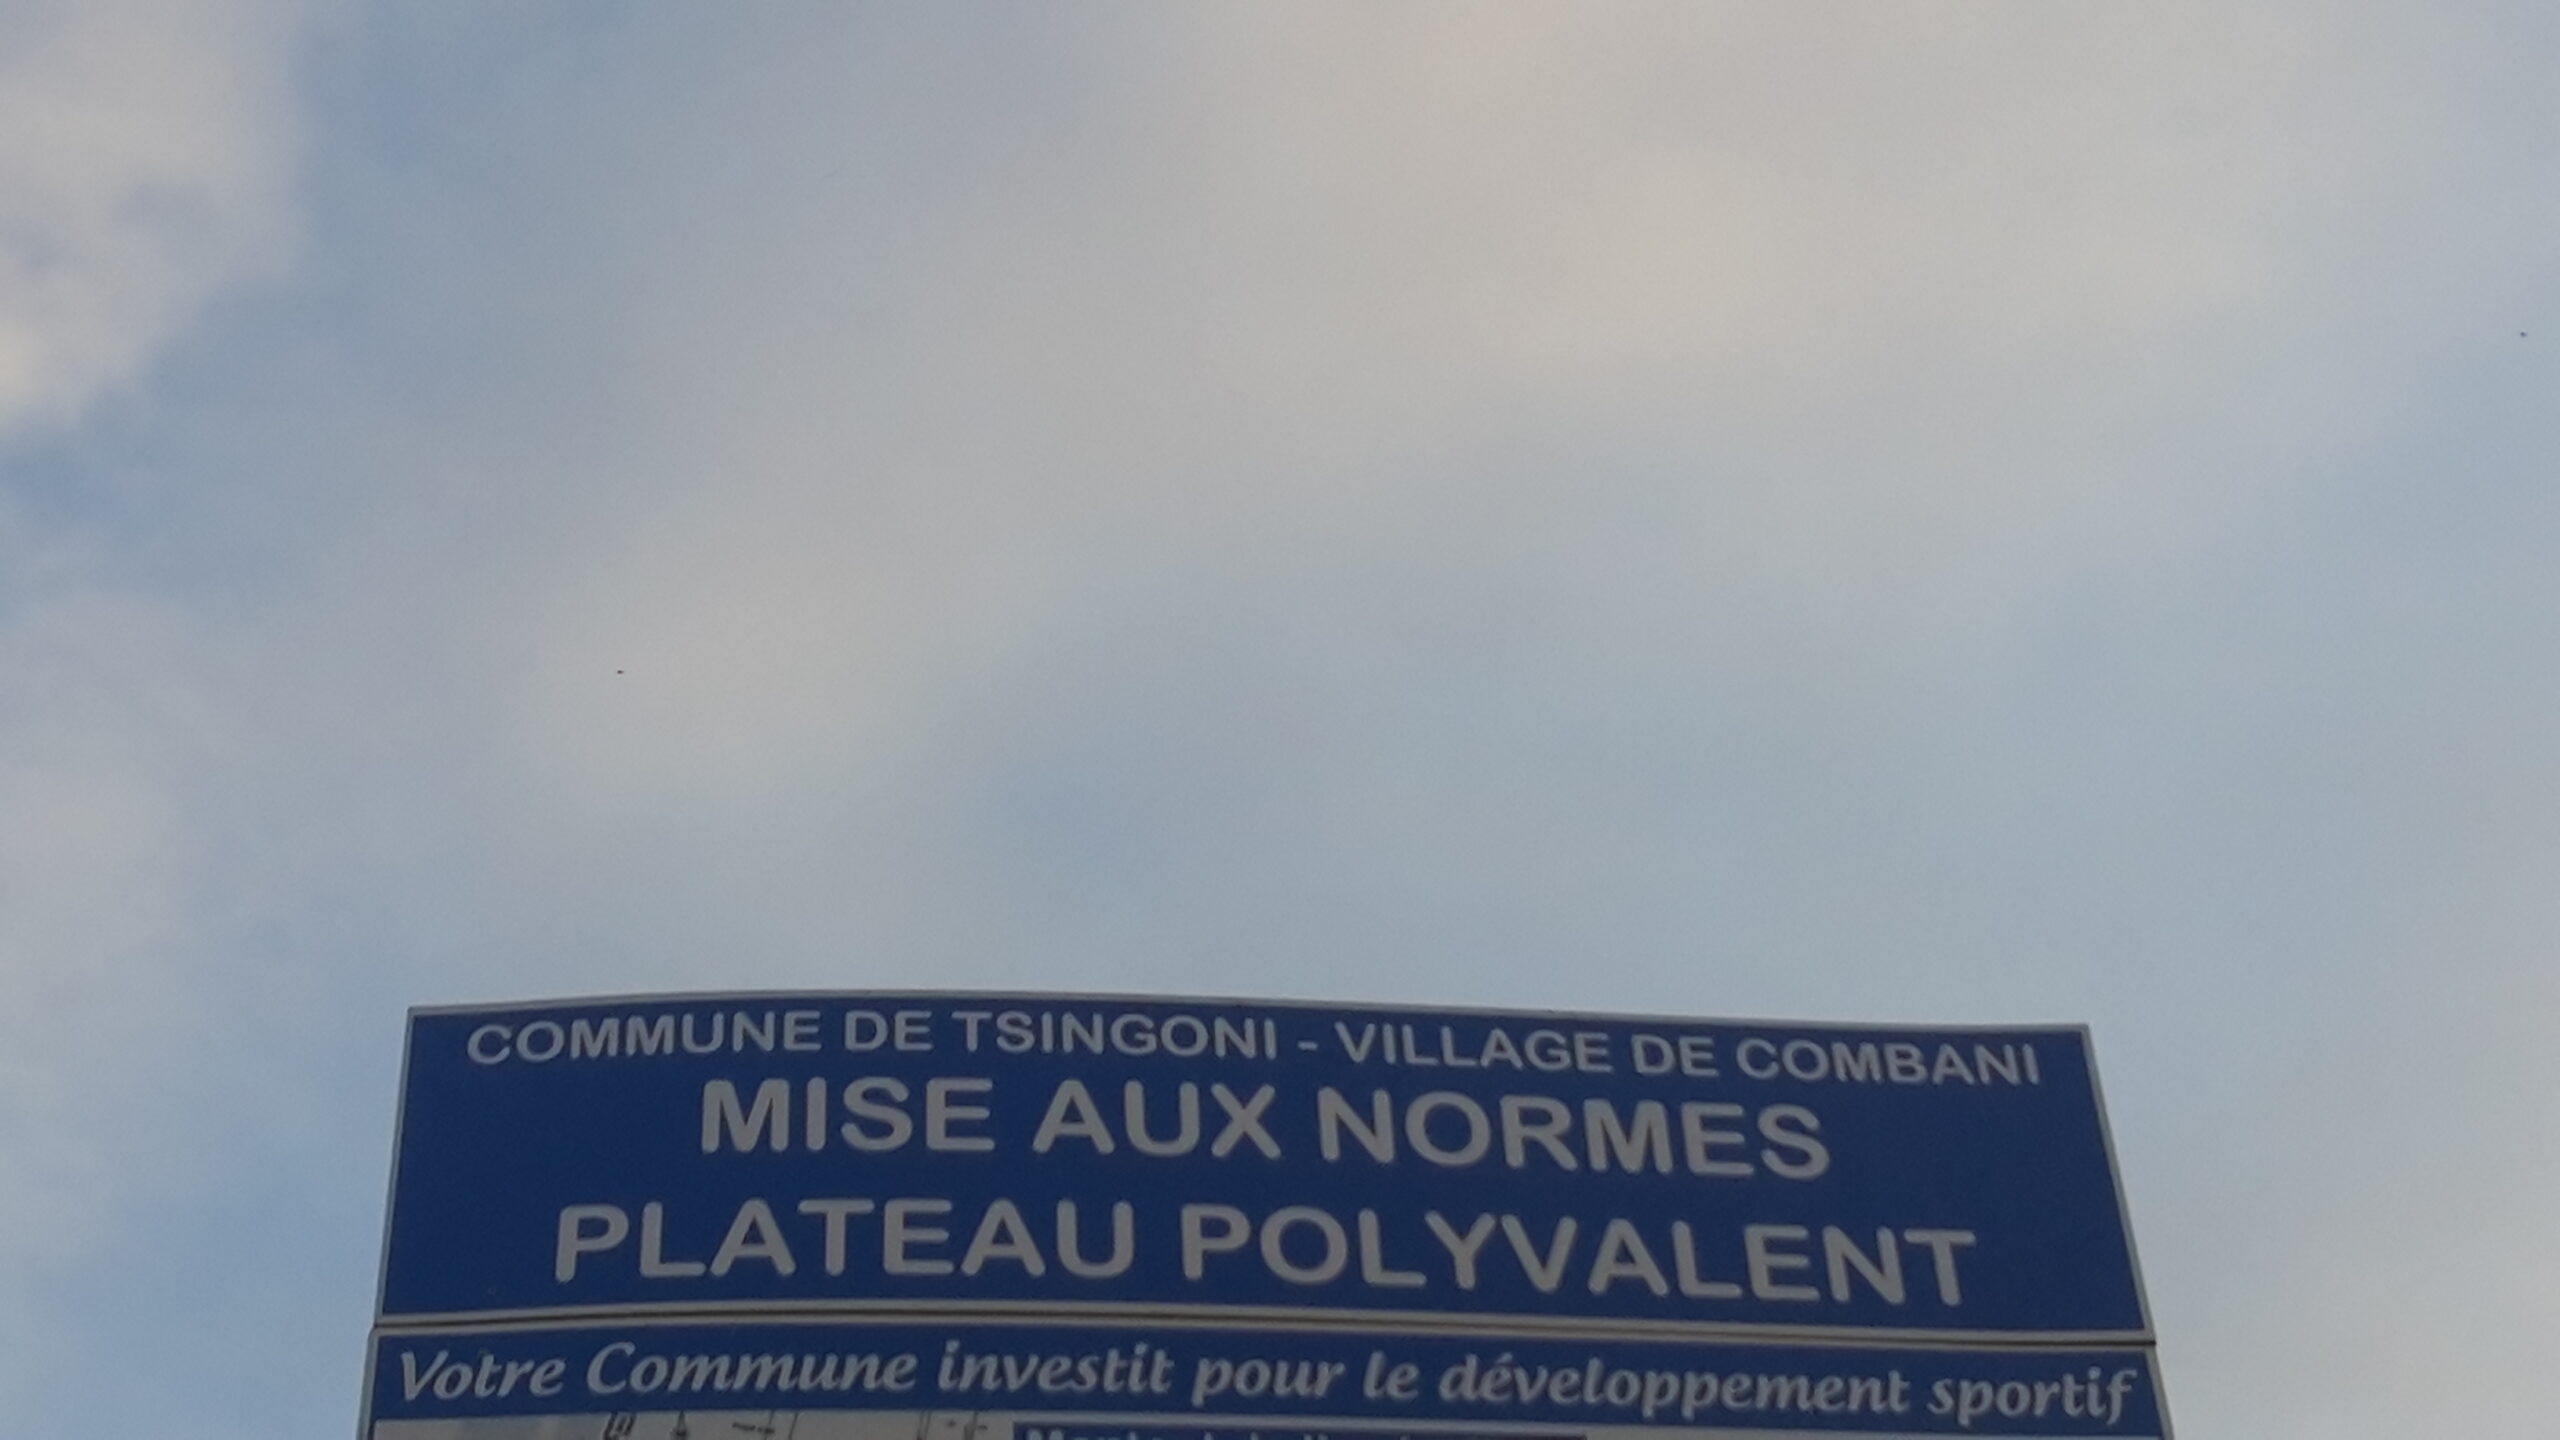 COMMUNE DE TSINGONI - VILLAGE DE COMBANI
MISE AUX NORMES
PLATEAU POLYVALENT
Votre Commune investit pour le développement sportif